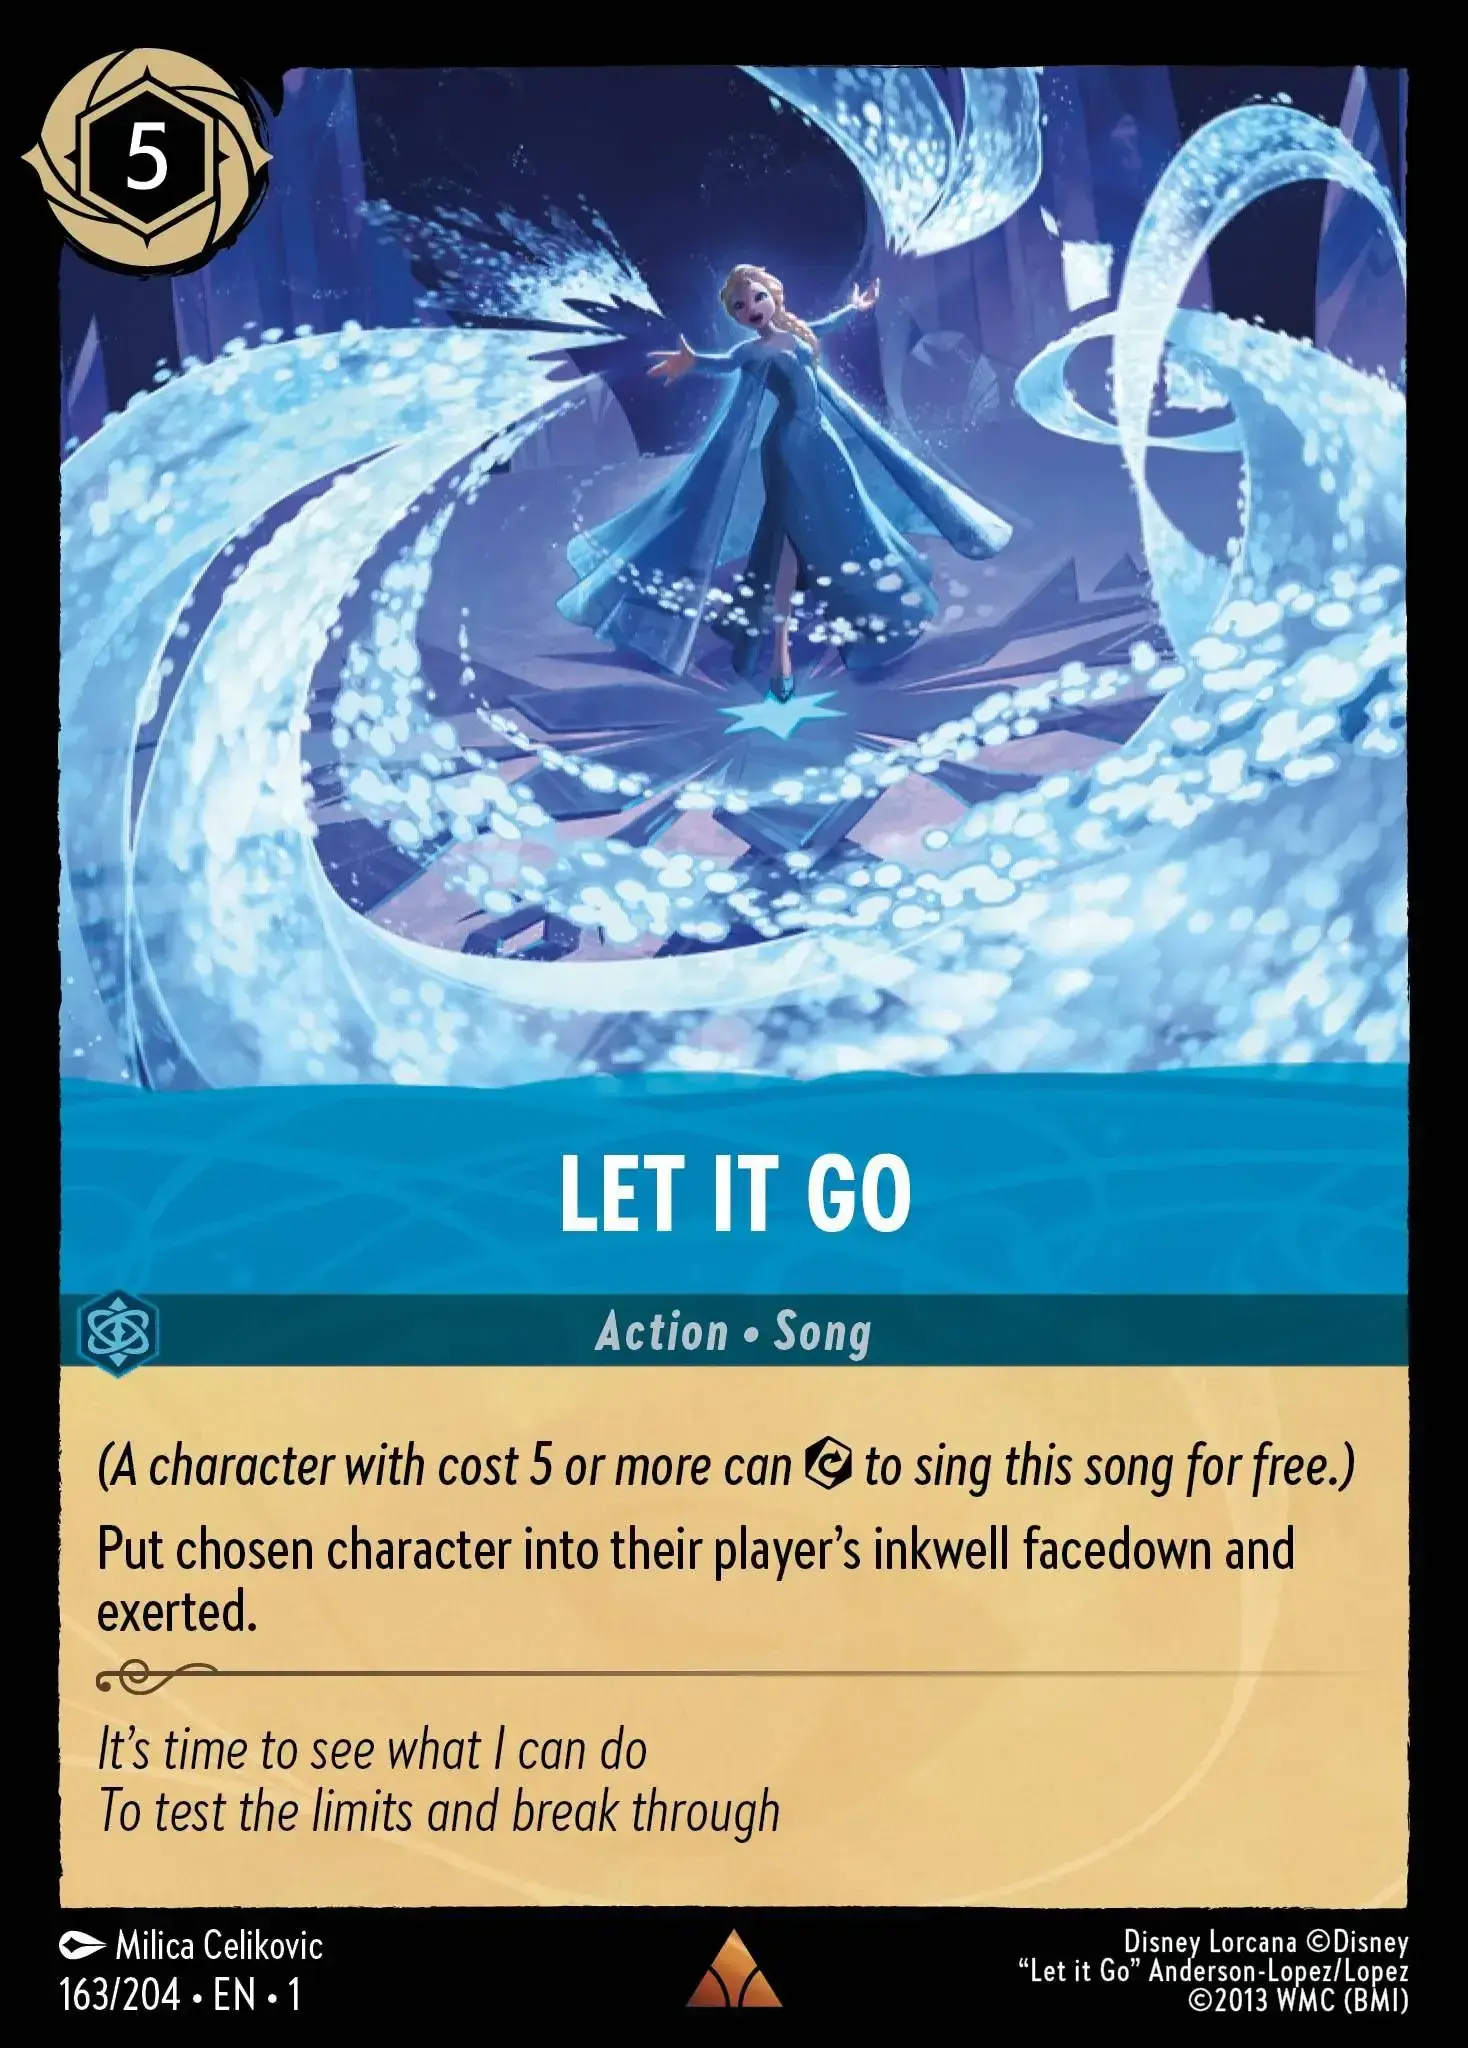 5
LET IT GO
Action • Song
(A character with cost 5 or more can to sing this song for free.)
Put chosen character into their player's inkwell facedown and
exerted.
It's time to see what I can do
To test the limits and break through
Milica Celikovic
163/204 • EN • 1
Disney Lorcana ©Disney
“Let it Go” Anderson-Lopez/Lopez
©2013 WMC (BMI)